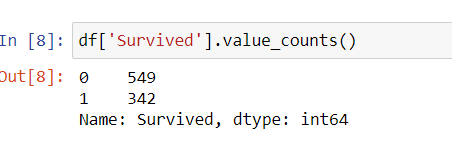 In [8]: df['Survived'].value_counts()
Out[8]: 0    549
1    342
Name: Survived, dtype: int64